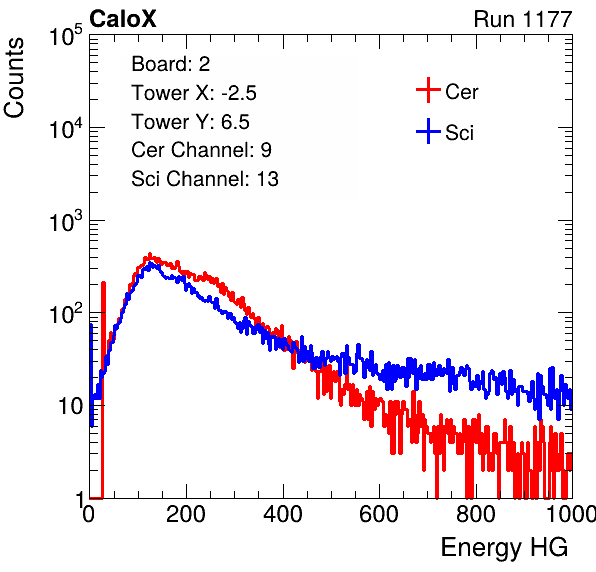 CaloX Run 1177
Counts
10^5
10^4
10^3
10^2
10
1
Board: 2
Tower X: -2.5
Tower Y: 6.5
Cer Channel: 9
Sci Channel: 13
Cer
Sci
0 200 400 600 800 1000
Energy HG